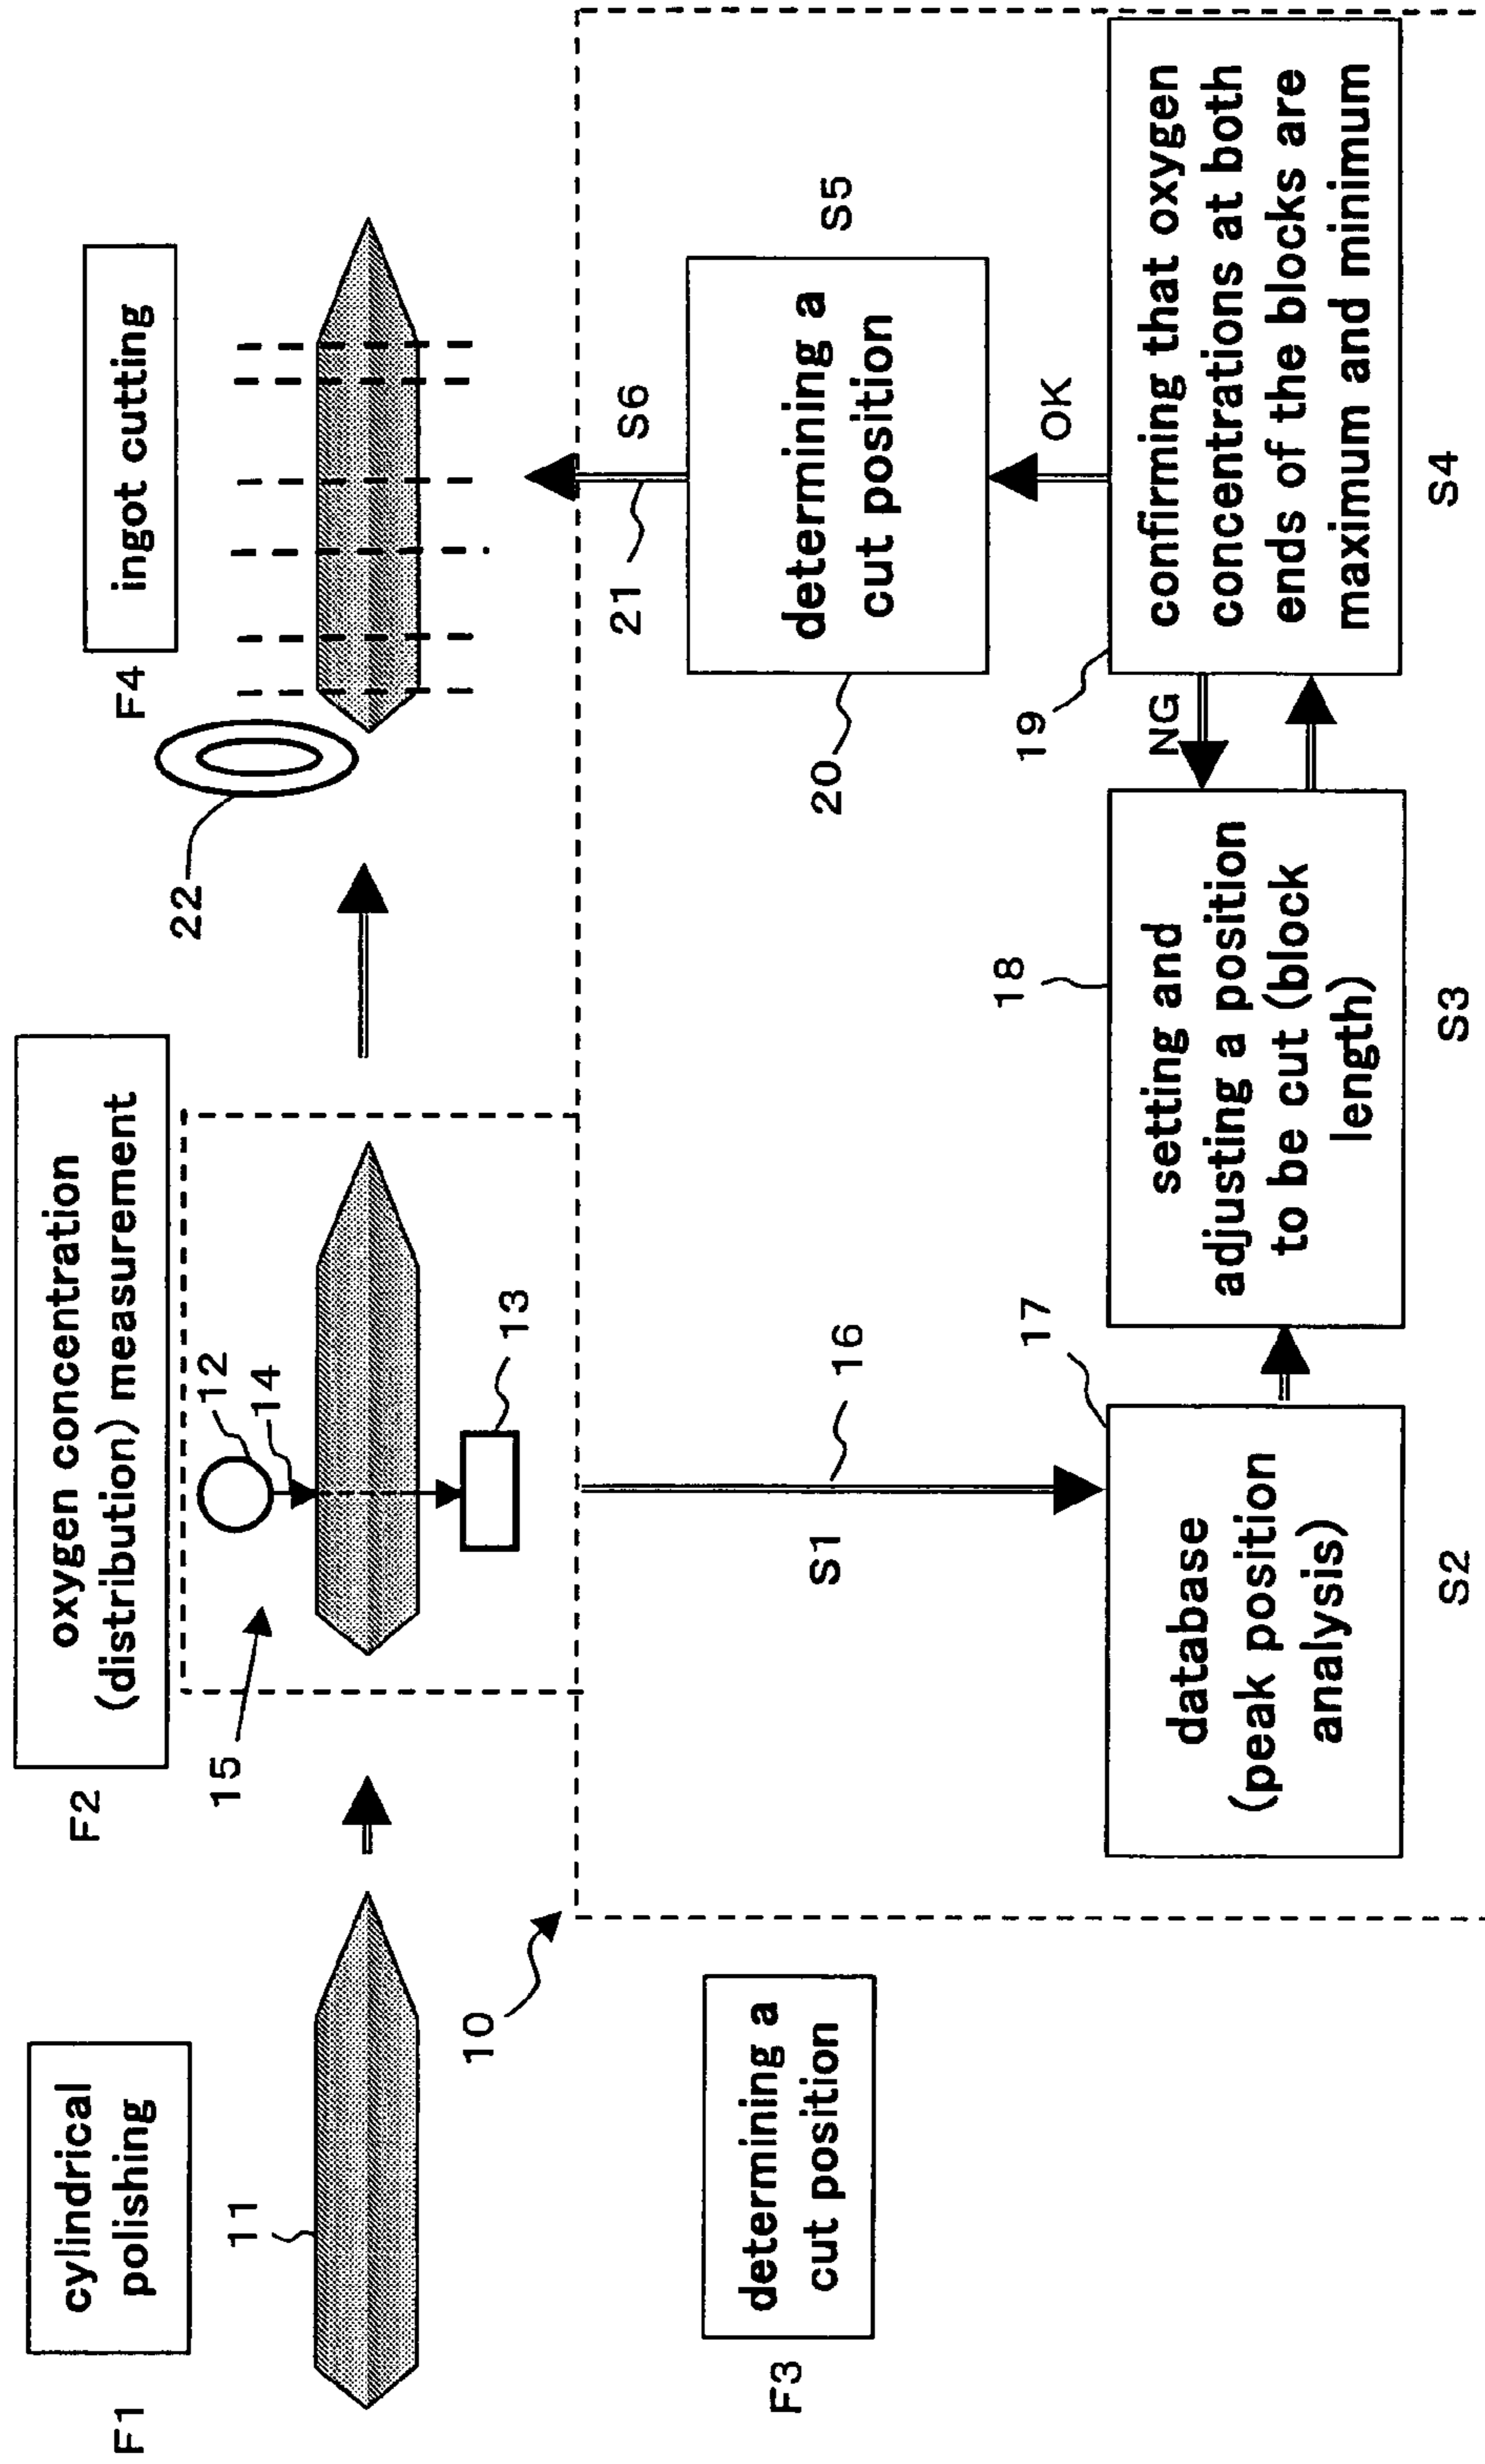 F1
cylindrical
polishing
11
F2
oxygen concentration
(distribution) measurement
15
12
14
13
F4
ingot cutting
22
10
F3
determining a
cut position
S1
16
17
database
(peak position
analysis)
S2
18
setting and
adjusting a position
to be cut (block
length)
S3
NG
19
confirming that oxygen
concentrations at both
ends of the blocks are
maximum and minimum
S4
OK
20
determining a
cut position
S5
21
S6